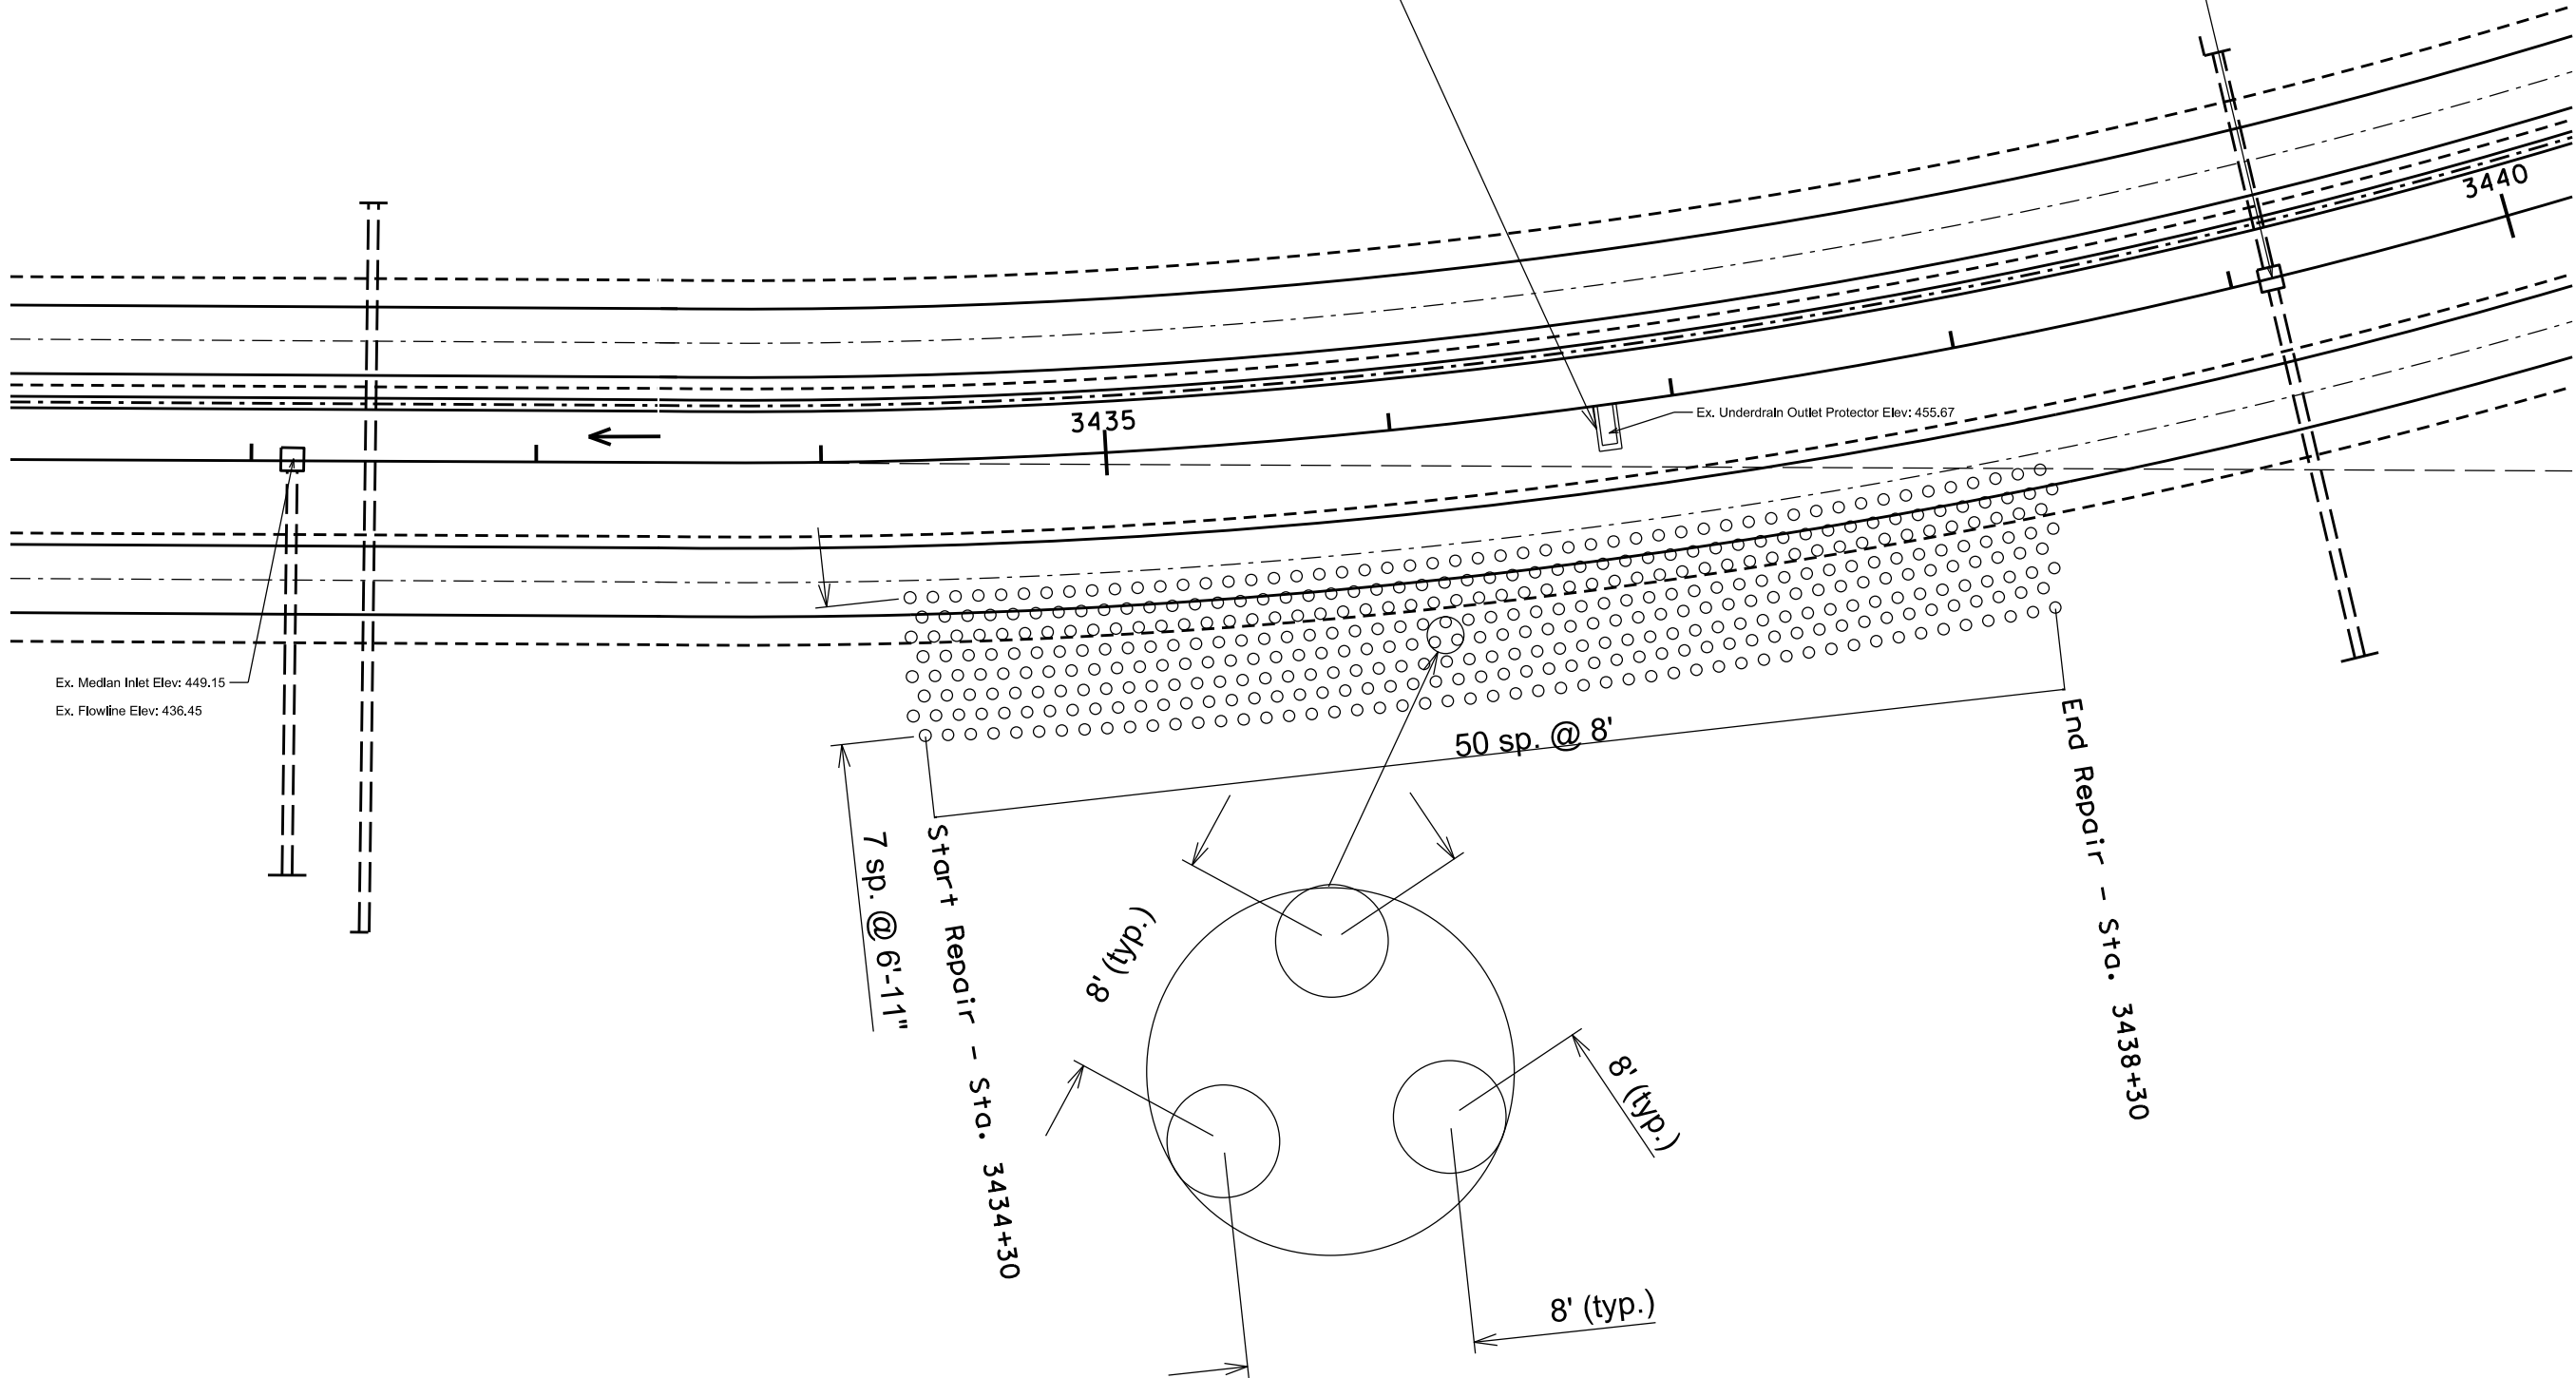 3440
3435
Ex. Underdrain Outlet Protector Elev: 455.67
Ex. Median Inlet Elev: 449.15
Ex. Flowline Elev: 436.45
50 sp. @ 8'
7 sp. @ 6'-11"
Start Repair - Sta. 3434+30
End Repair - Sta. 3438+30
8' (typ.)
8' (typ.)
8' (typ.)